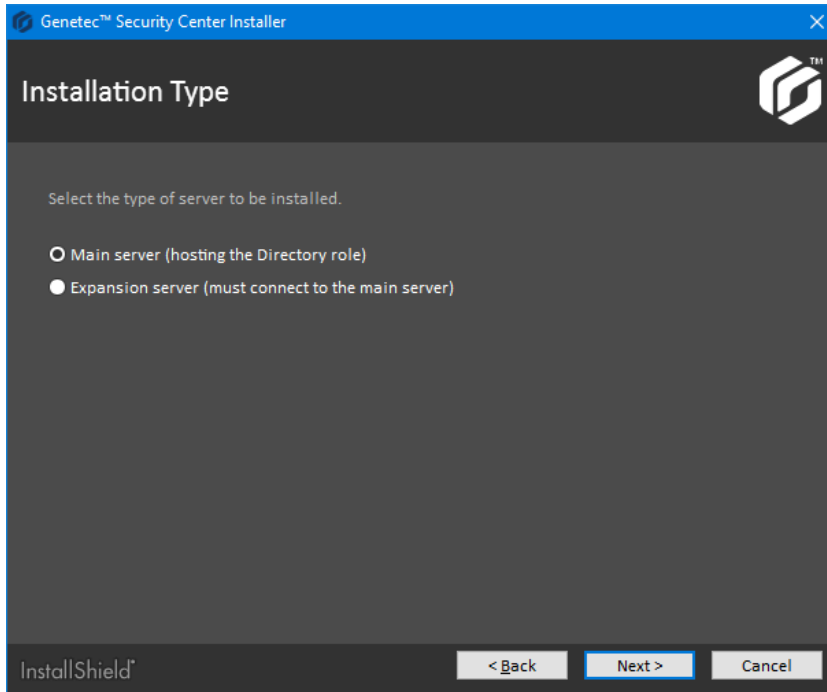 Genetec™ Security Center Installer
Installation Type
TM
Select the type of server to be installed.
Main server (hosting the Directory role)
Expansion server (must connect to the main server)
InstallShield®
< Back
Next >
Cancel